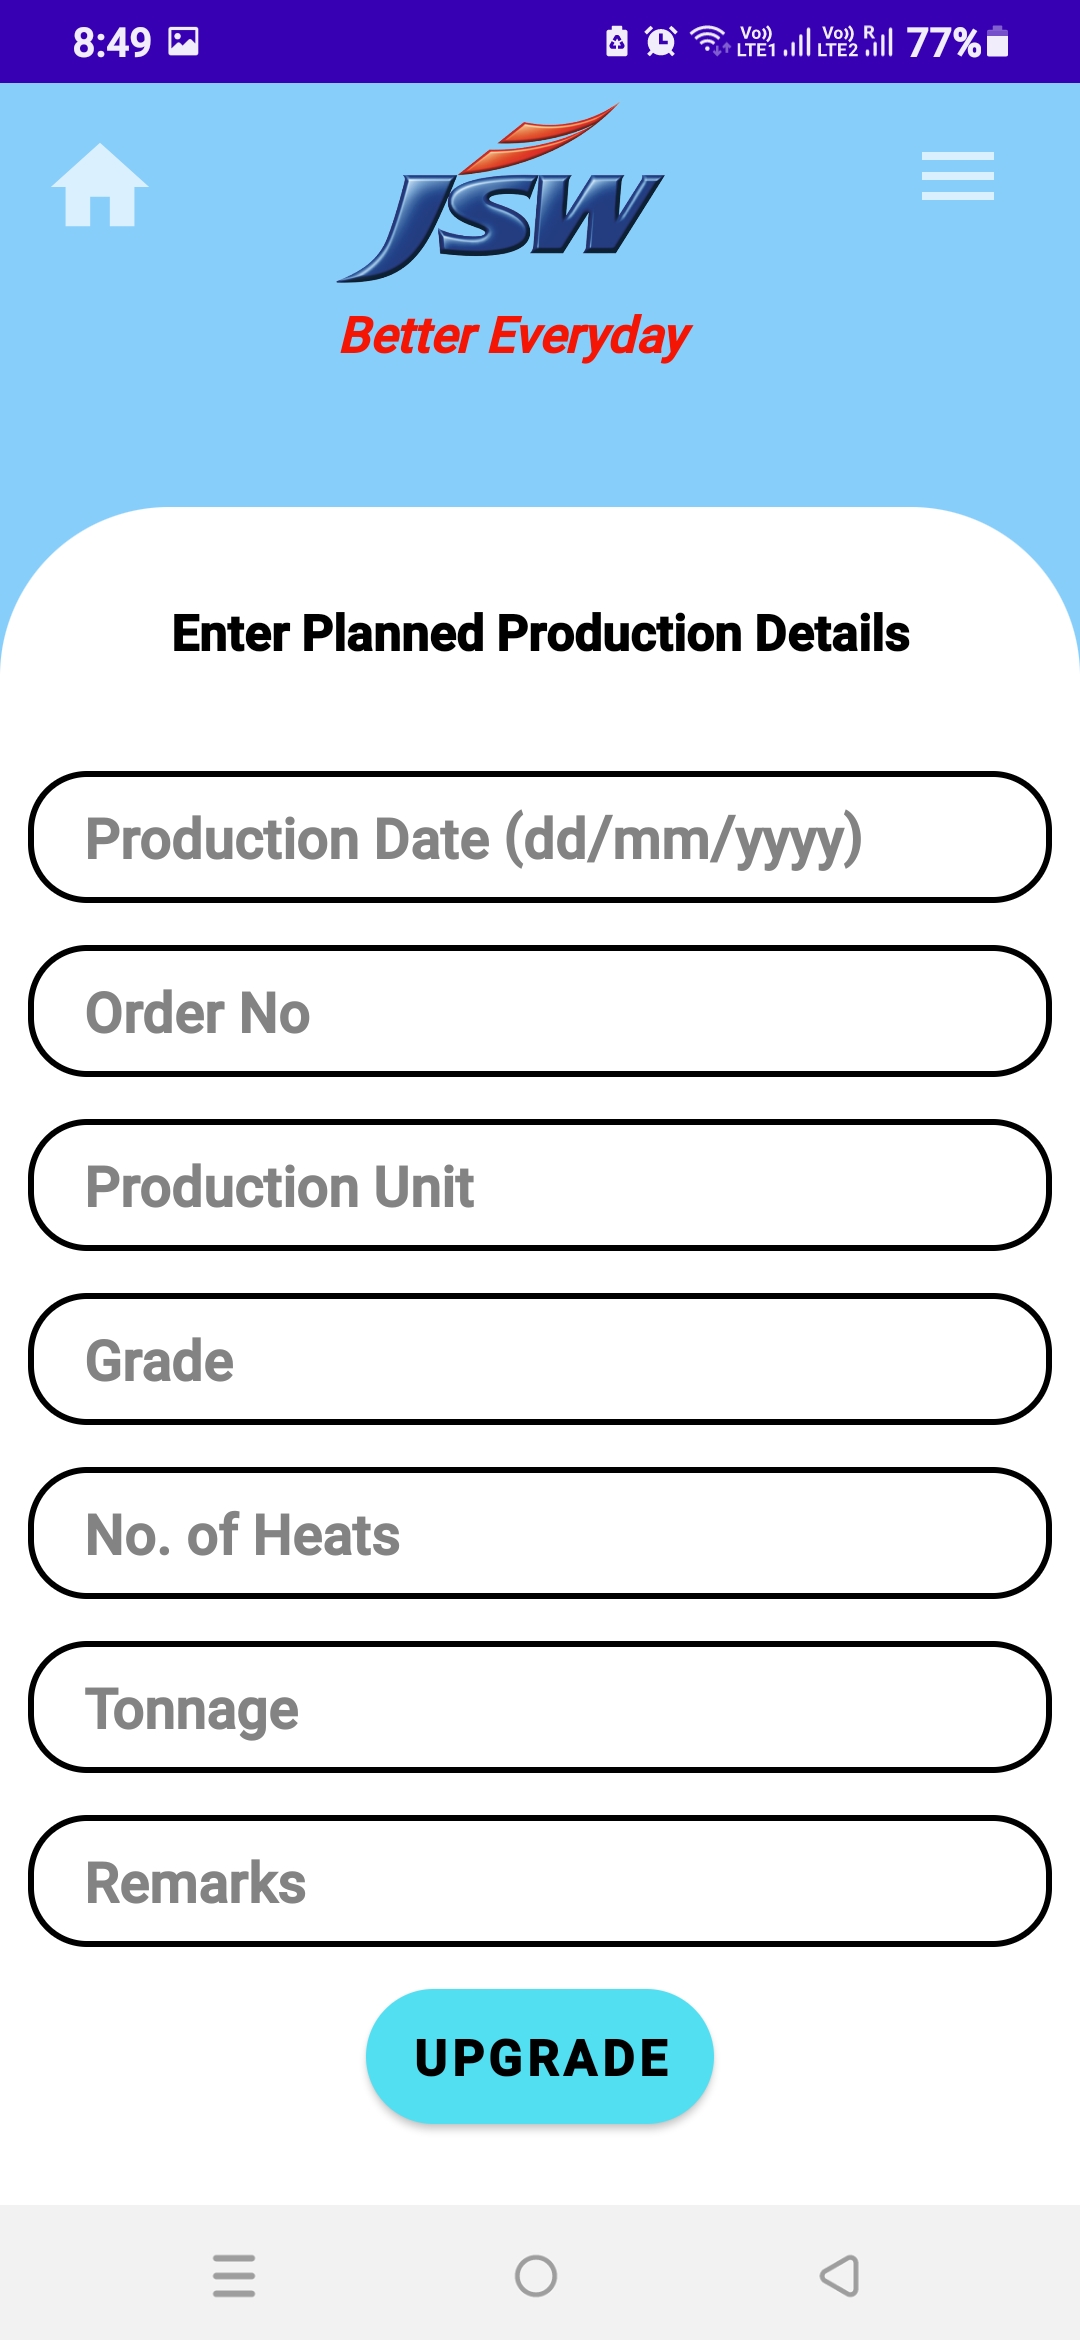 8:49 Vo)) LTE1 Vo)) LTE2 R 77%
JSW
Better Everyday
Enter Planned Production Details
Production Date (dd/mm/yyyy)
Order No
Production Unit
Grade
No. of Heats
Tonnage
Remarks
UPGRADE